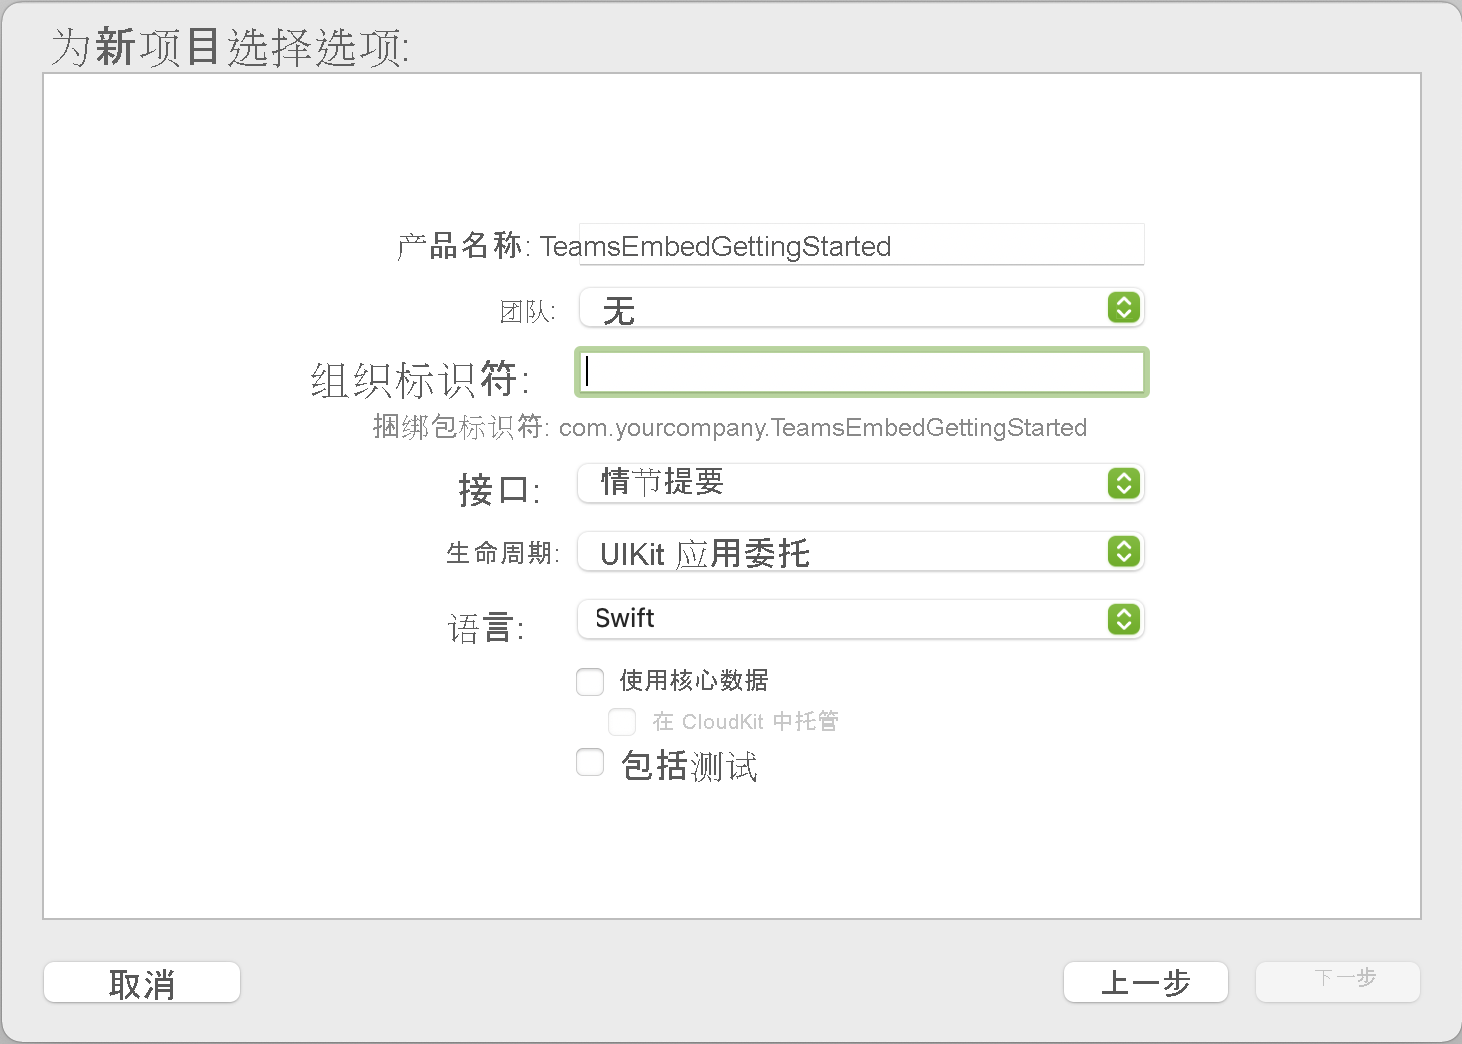 为新项目选择选项:
产品名称: TeamsEmbedGettingStarted
团队: 无
组织标识符:
捆绑包标识符: com.yourcompany.TeamsEmbedGettingStarted
接口: 情节提要
生命周期: UIKit 应用委托
语言: Swift
使用核心数据
在 CloudKit 中托管
包括测试
取消 上一步 下一步